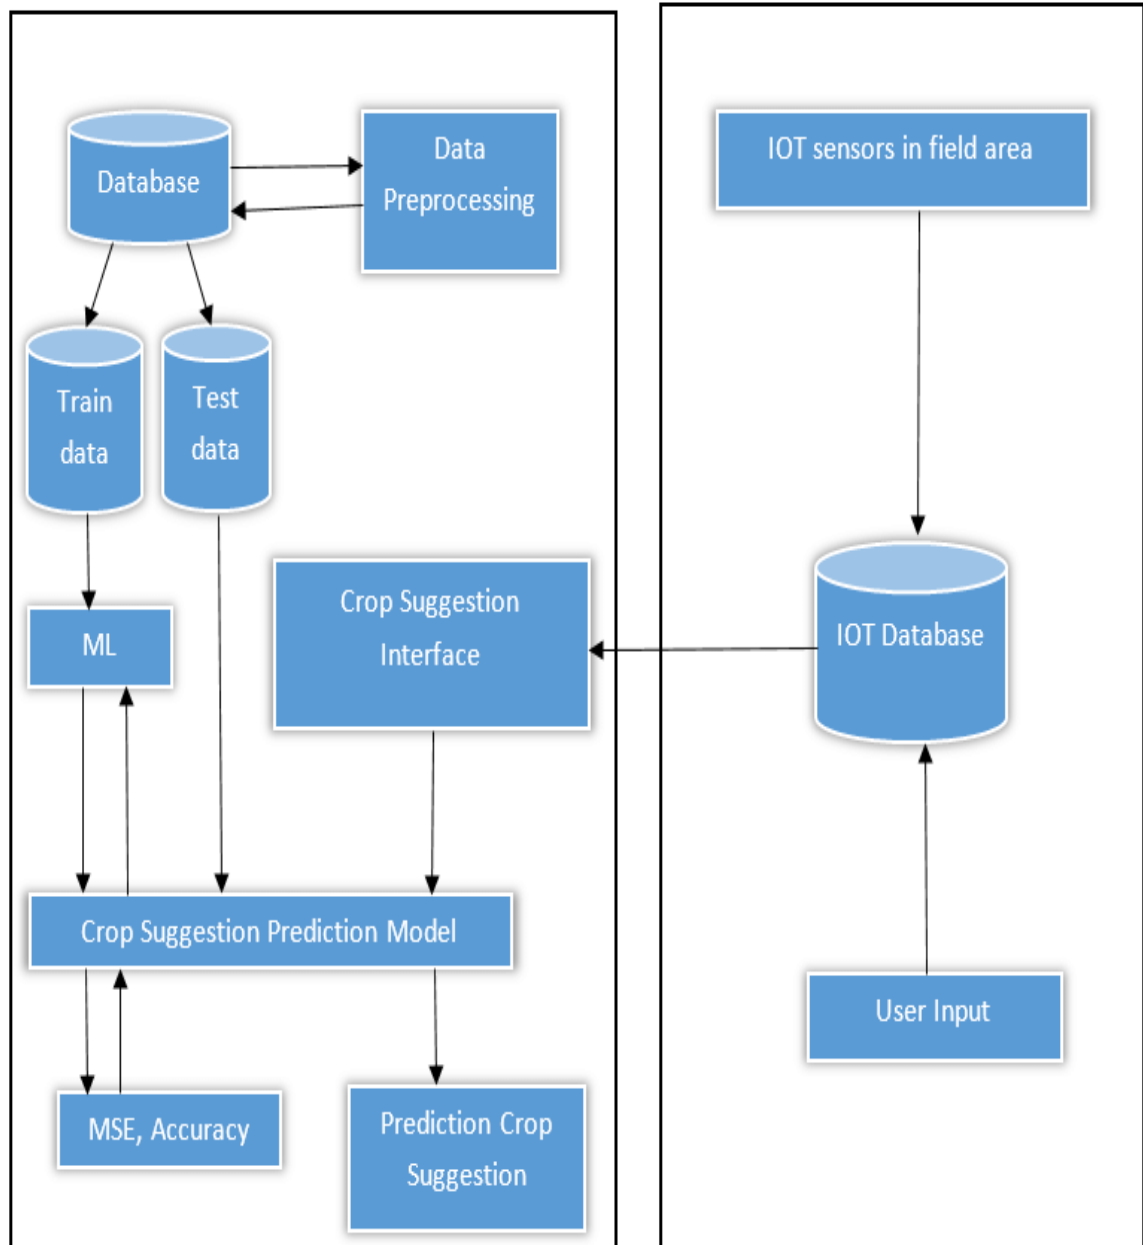 Database
Data
Preprocessing
IOT sensors in field area
Train
data
Test
data
Crop Suggestion
Interface
IOT Database
ML
Crop Suggestion Prediction Model
User Input
MSE, Accuracy
Prediction Crop
Suggestion